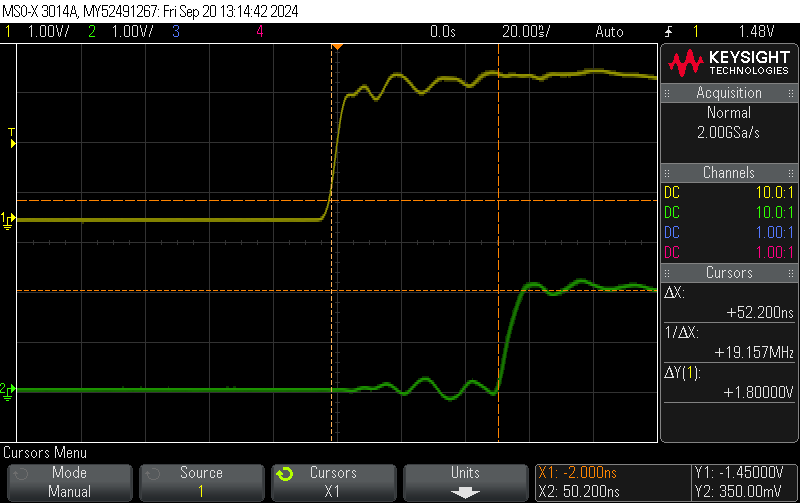 MSO-X 3014A, MY52491267: Fri Sep 20 13:14:42 2024
1 1.00V/ 2 1.00V/ 3 4 0.0s 20.00ns/ Auto 1 1.48V
KEYSIGHT
TECHNOLOGIES
Acquisition
Normal
2.00GSa/s
Channels
DC 10.0:1
DC 10.0:1
DC 1.00:1
DC 1.00:1
Cursors
ΔX:
+52.200ns
1/ΔX:
+19.157MHz
ΔY(1):
+1.80000V
T
1
2
Cursors Menu
Mode
Manual
Source
1
Cursors
X1
Units
X1: -2.000ns
X2: 50.200ns
Y1: -1.45000V
Y2: 350.00mV